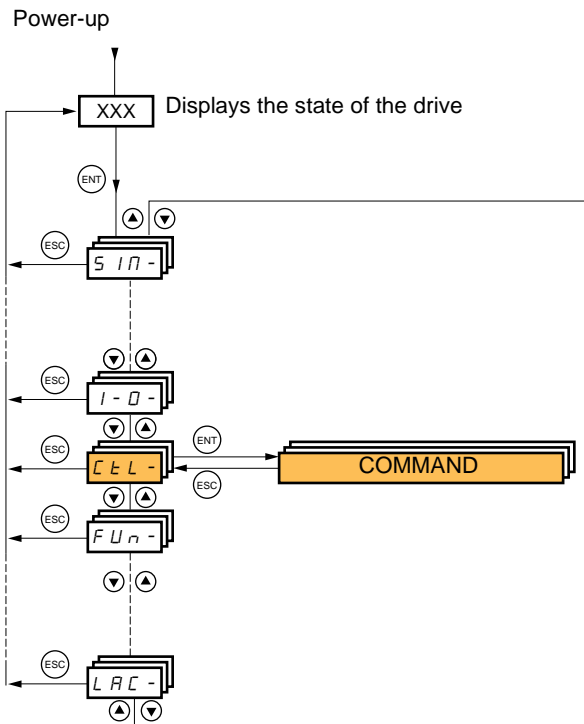 Power-up
XXX Displays the state of the drive
ENT
ESC
SIM-
ESC
I-O-
ENT
ESC
CtL-
COMMAND
ESC
ESC
FUn-
ESC
LAC-